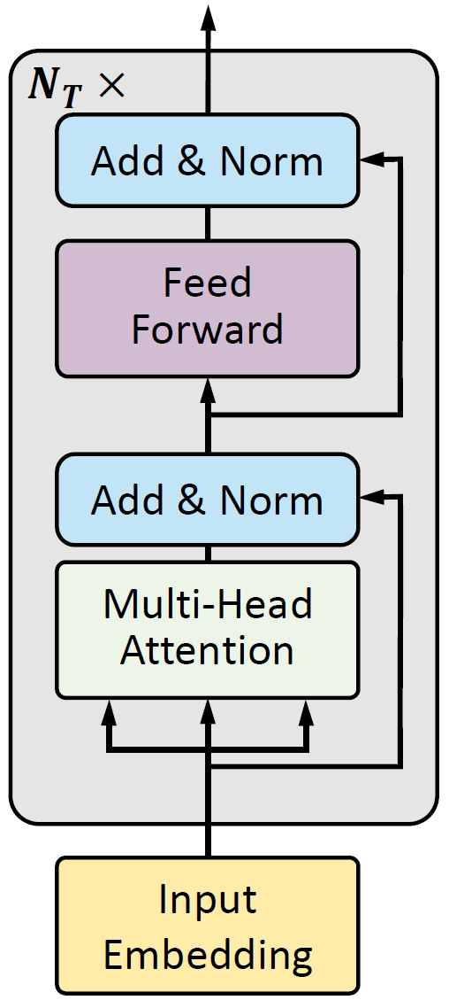 N_T ×
Add & Norm
Feed
Forward
Add & Norm
Multi-Head
Attention
Input
Embedding